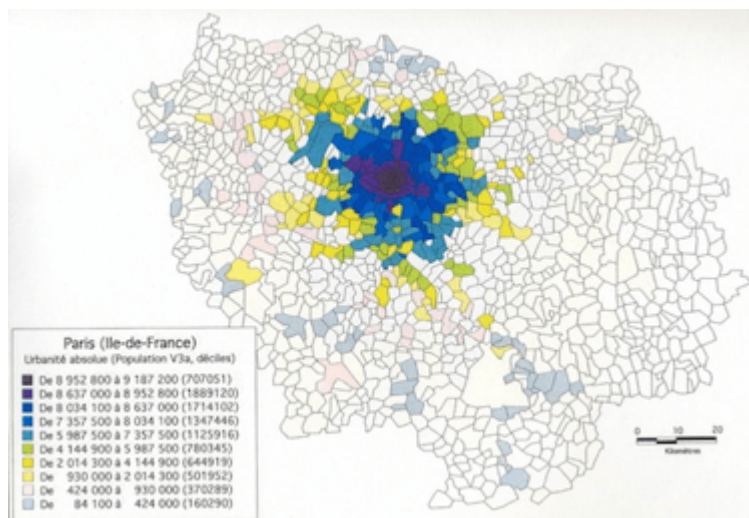 Paris (Ile-de-France)
Urbanité absolue (Population V3a, déciles)
De 8 952 800 à 9 187 200 (707051)
De 8 637 000 à 8 952 800 (1889120)
De 8 034 100 à 8 637 000 (1714102)
De 7 357 500 à 8 034 100 (1347446)
De 5 987 500 à 7 357 500 (1125916)
De 4 144 900 à 5 987 500 (780345)
De 2 014 300 à 4 144 900 (644919)
De 930 000 à 2 014 300 (501952)
De 424 000 à 930 000 (370289)
De 84 100 à 424 000 (160290)
0 10 20
Kilomètres